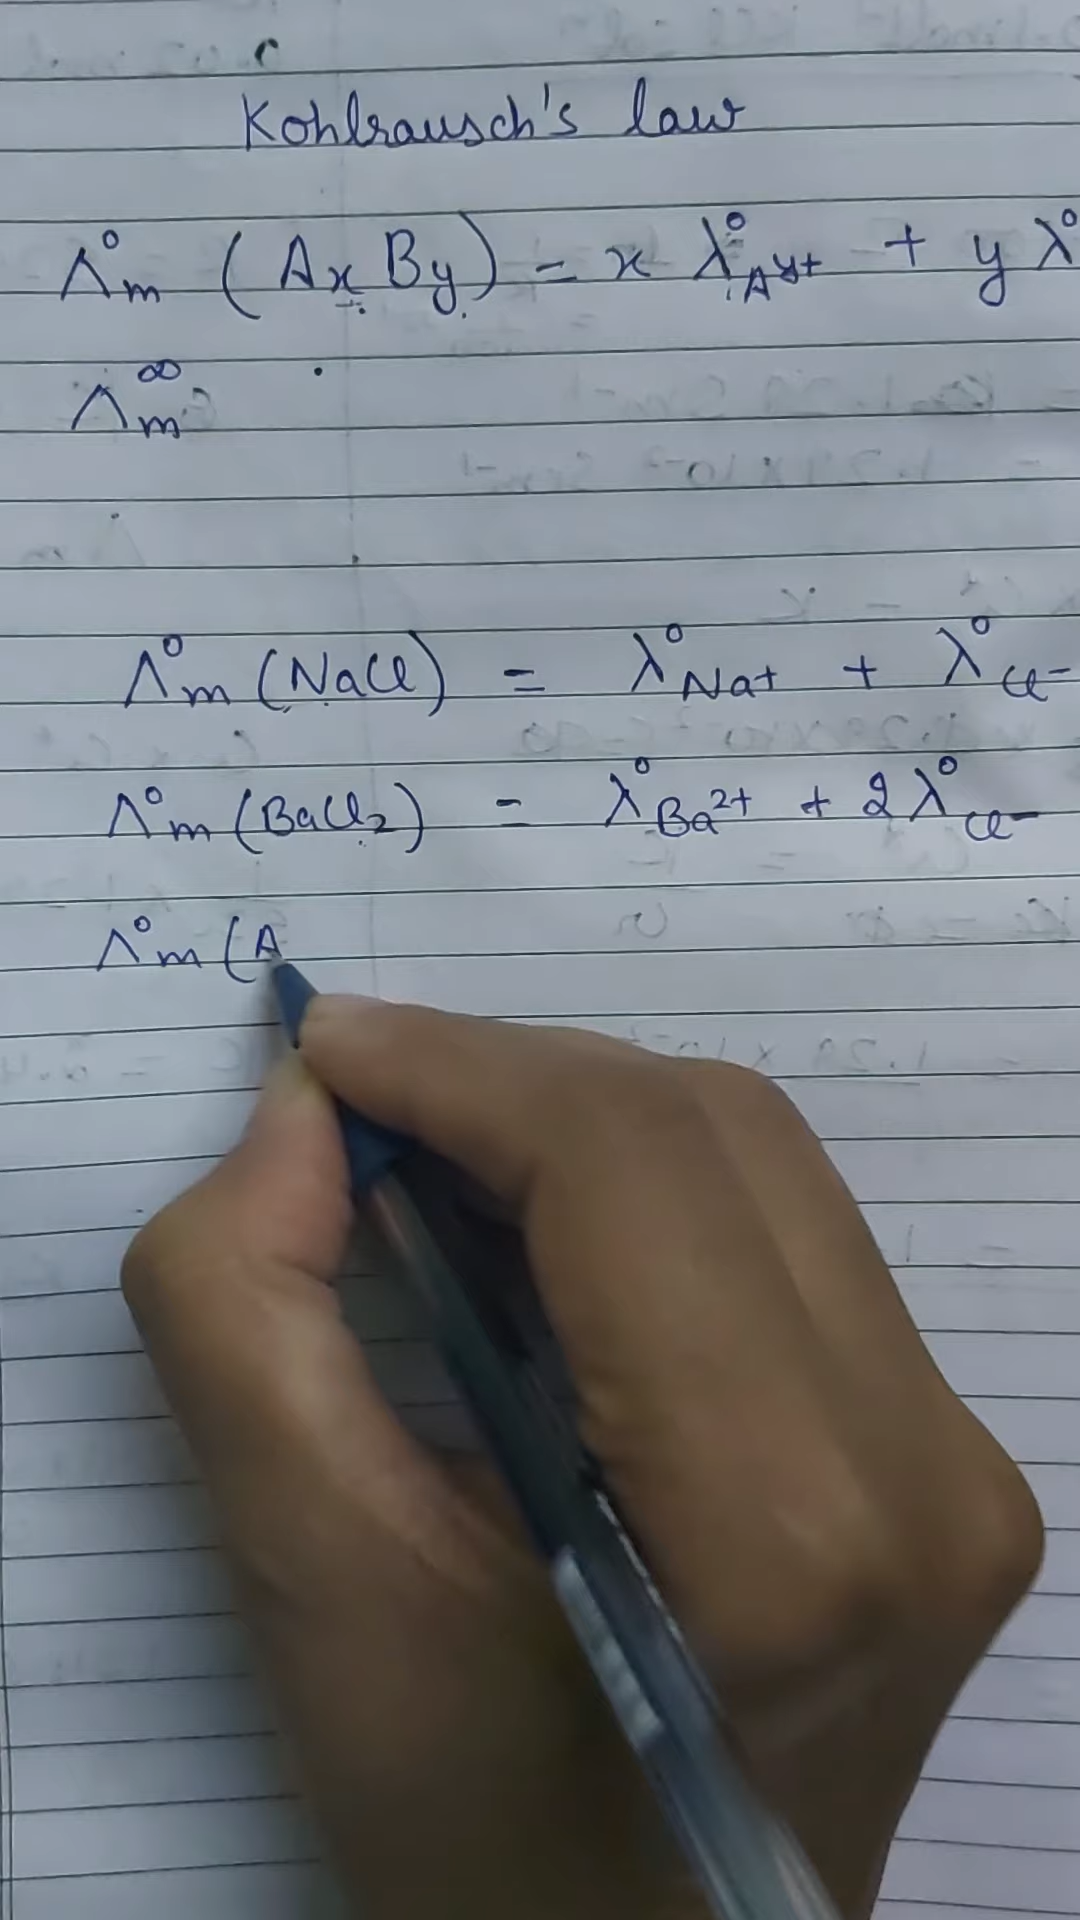 Kohlrausch's law
Λ°m (AxBy) = x λ°Aʸ⁺ + y λ°
Λ∞m
Λ°m (NaCl) = λ°Na+ + λ°Cl-
Λ°m (BaCl₂) = λ°Ba²⁺ + 2λ°Cl-
Λ°m (A